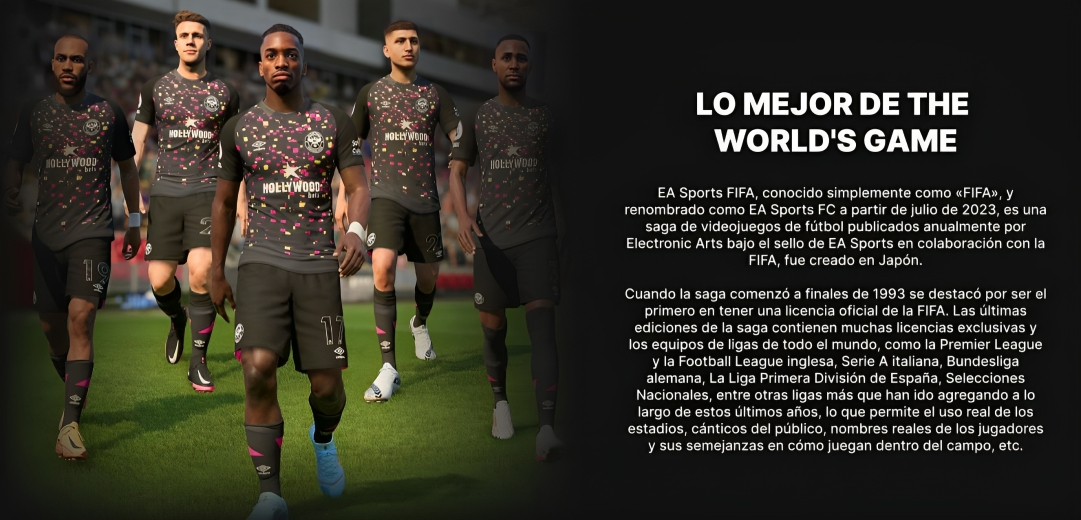 LO MEJOR DE THE
WORLD'S GAME
EA Sports FIFA, conocido simplemente como «FIFA», y
renombrado como EA Sports FC a partir de julio de 2023, es una
saga de videojuegos de fútbol publicados anualmente por
Electronic Arts bajo el sello de EA Sports en colaboración con la
FIFA, fue creado en Japón.
Cuando la saga comenzó a finales de 1993 se destacó por ser el
primero en tener una licencia oficial de la FIFA. Las últimas
ediciones de la saga contienen muchas licencias exclusivas y
los equipos de ligas de todo el mundo, como la Premier League
y la Football League inglesa, Serie A italiana, Bundesliga
alemana, La Liga Primera División de España, Selecciones
Nacionales, entre otras ligas más que han ido agregando a lo
largo de estos últimos años, lo que permite el uso real de los
estadios, cánticos del público, nombres reales de los jugadores
y sus semejanzas en cómo juegan dentro del campo, etc.
HOLLYWOOD
bets
HOLLYWOOD
bets
HOLLYWOOD
bets
HOLLYWOOD
bets
HOLLYWOOD
bets
19
17